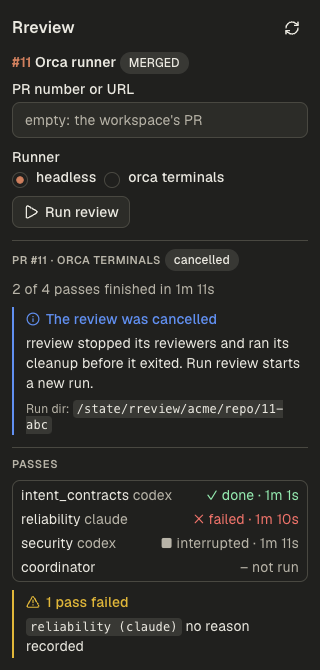 Rreview
#11 Orca runner MERGED
PR number or URL
empty: the workspace's PR
Runner
headless orca terminals
Run review
PR #11 · ORCA TERMINALS cancelled
2 of 4 passes finished in 1m 11s
The review was cancelled
rreview stopped its reviewers and ran its
cleanup before it exited. Run review starts
a new run.
Run dir: /state/rreview/acme/repo/11-
abc
PASSES
intent_contracts codex ✓ done · 1m 1s
reliability claude ✕ failed · 1m 10s
security codex ■ interrupted · 1m 11s
coordinator – not run
1 pass failed
reliability (claude) no reason
recorded